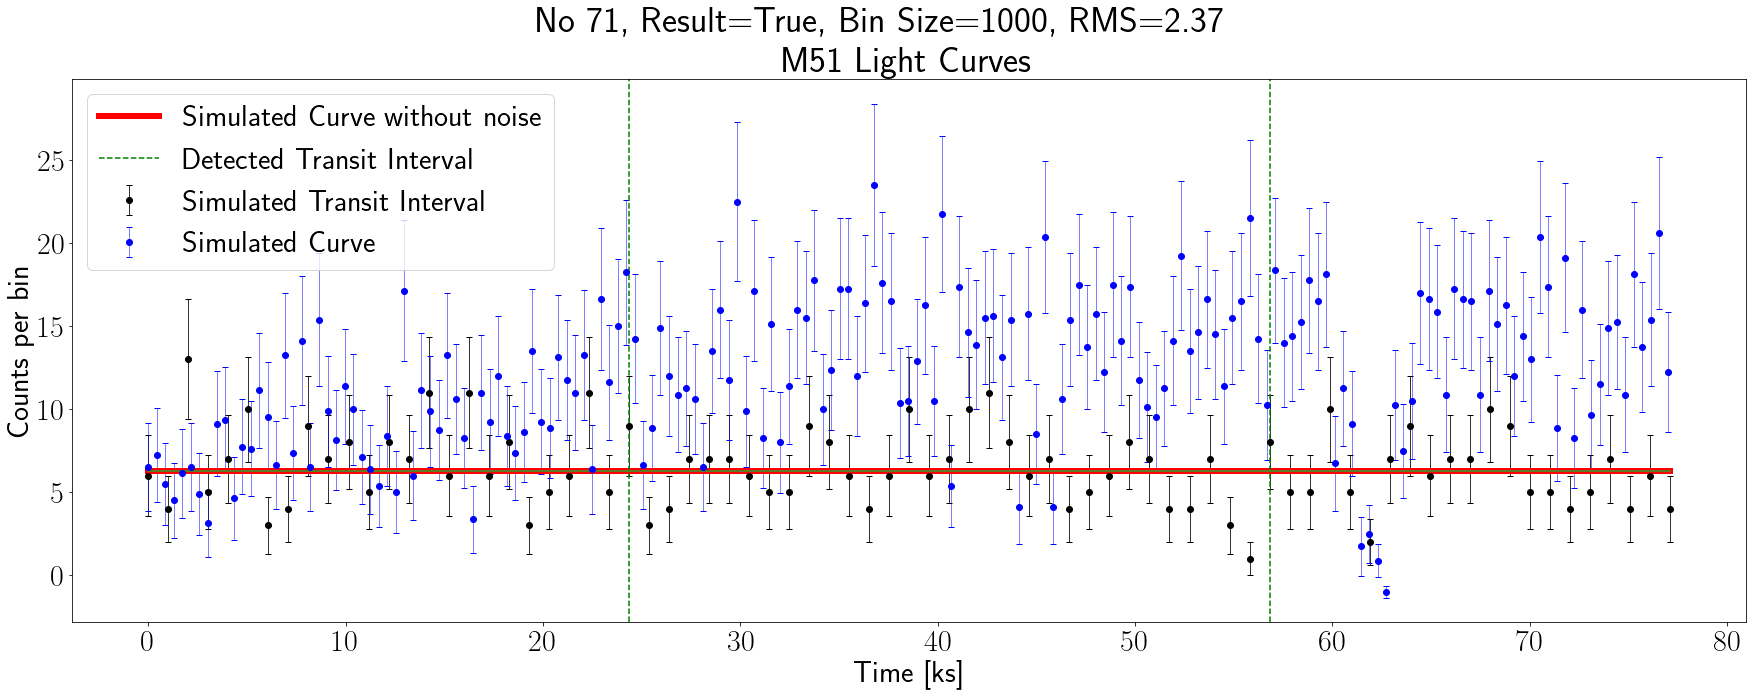 No 71, Result=True, Bin Size=1000, RMS=2.37
M51 Light Curves
Simulated Curve without noise
Detected Transit Interval
Simulated Transit Interval
Simulated Curve
Counts per bin
25
20
15
10
5
0
0 10 20 30 40 50 60 70 80
Time [ks]